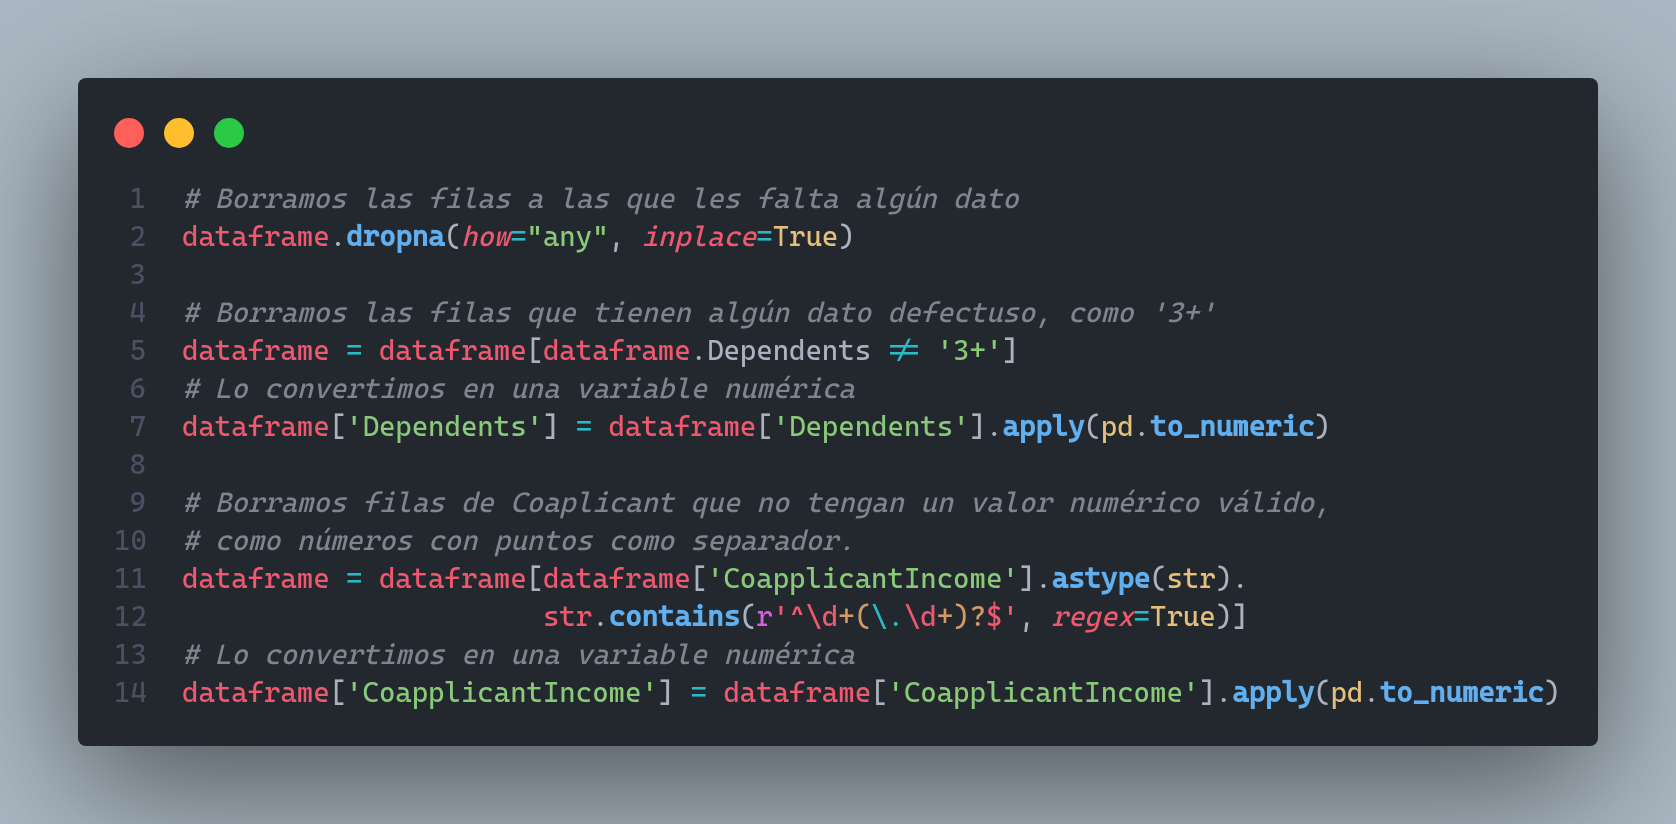 1 # Borramos las filas a las que les falta algún dato
2 dataframe.dropna(how="any", inplace=True)
3
4 # Borramos las filas que tienen algún dato defectuso, como '3+'
5 dataframe = dataframe[dataframe.Dependents != '3+']
6 # Lo convertimos en una variable numérica
7 dataframe['Dependents'] = dataframe['Dependents'].apply(pd.to_numeric)
8
9 # Borramos filas de Coaplicant que no tengan un valor numérico válido,
10 # como números con puntos como separador.
11 dataframe = dataframe[dataframe['CoapplicantIncome'].astype(str).
12 str.contains(r'^\d+(\.\d+)?$', regex=True)]
13 # Lo convertimos en una variable numérica
14 dataframe['CoapplicantIncome'] = dataframe['CoapplicantIncome'].apply(pd.to_numeric)